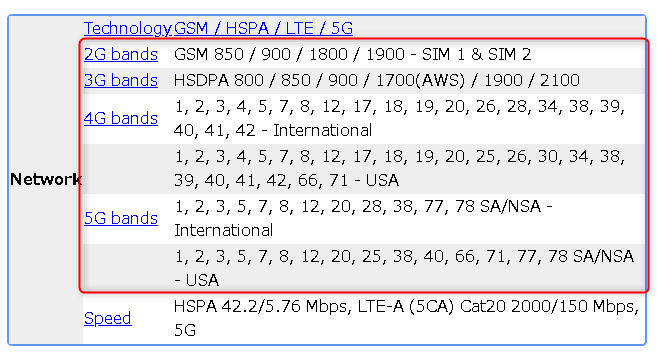 Technology GSM / HSPA / LTE / 5G
2G bands GSM 850 / 900 / 1800 / 1900 - SIM 1 & SIM 2
3G bands HSDPA 800 / 850 / 900 / 1700(AWS) / 1900 / 2100
4G bands 1, 2, 3, 4, 5, 7, 8, 12, 17, 18, 19, 20, 26, 28, 34, 38, 39,
40, 41, 42 - International
1, 2, 3, 4, 5, 7, 8, 12, 17, 18, 19, 20, 25, 26, 30, 34, 38,
Network
39, 40, 41, 42, 66, 71 - USA
5G bands 1, 2, 3, 5, 7, 8, 12, 20, 28, 38, 77, 78 SA/NSA -
International
1, 2, 3, 5, 7, 8, 12, 20, 25, 38, 40, 66, 71, 77, 78 SA/NSA
- USA
Speed HSPA 42.2/5.76 Mbps, LTE-A (5CA) Cat20 2000/150 Mbps,
5G